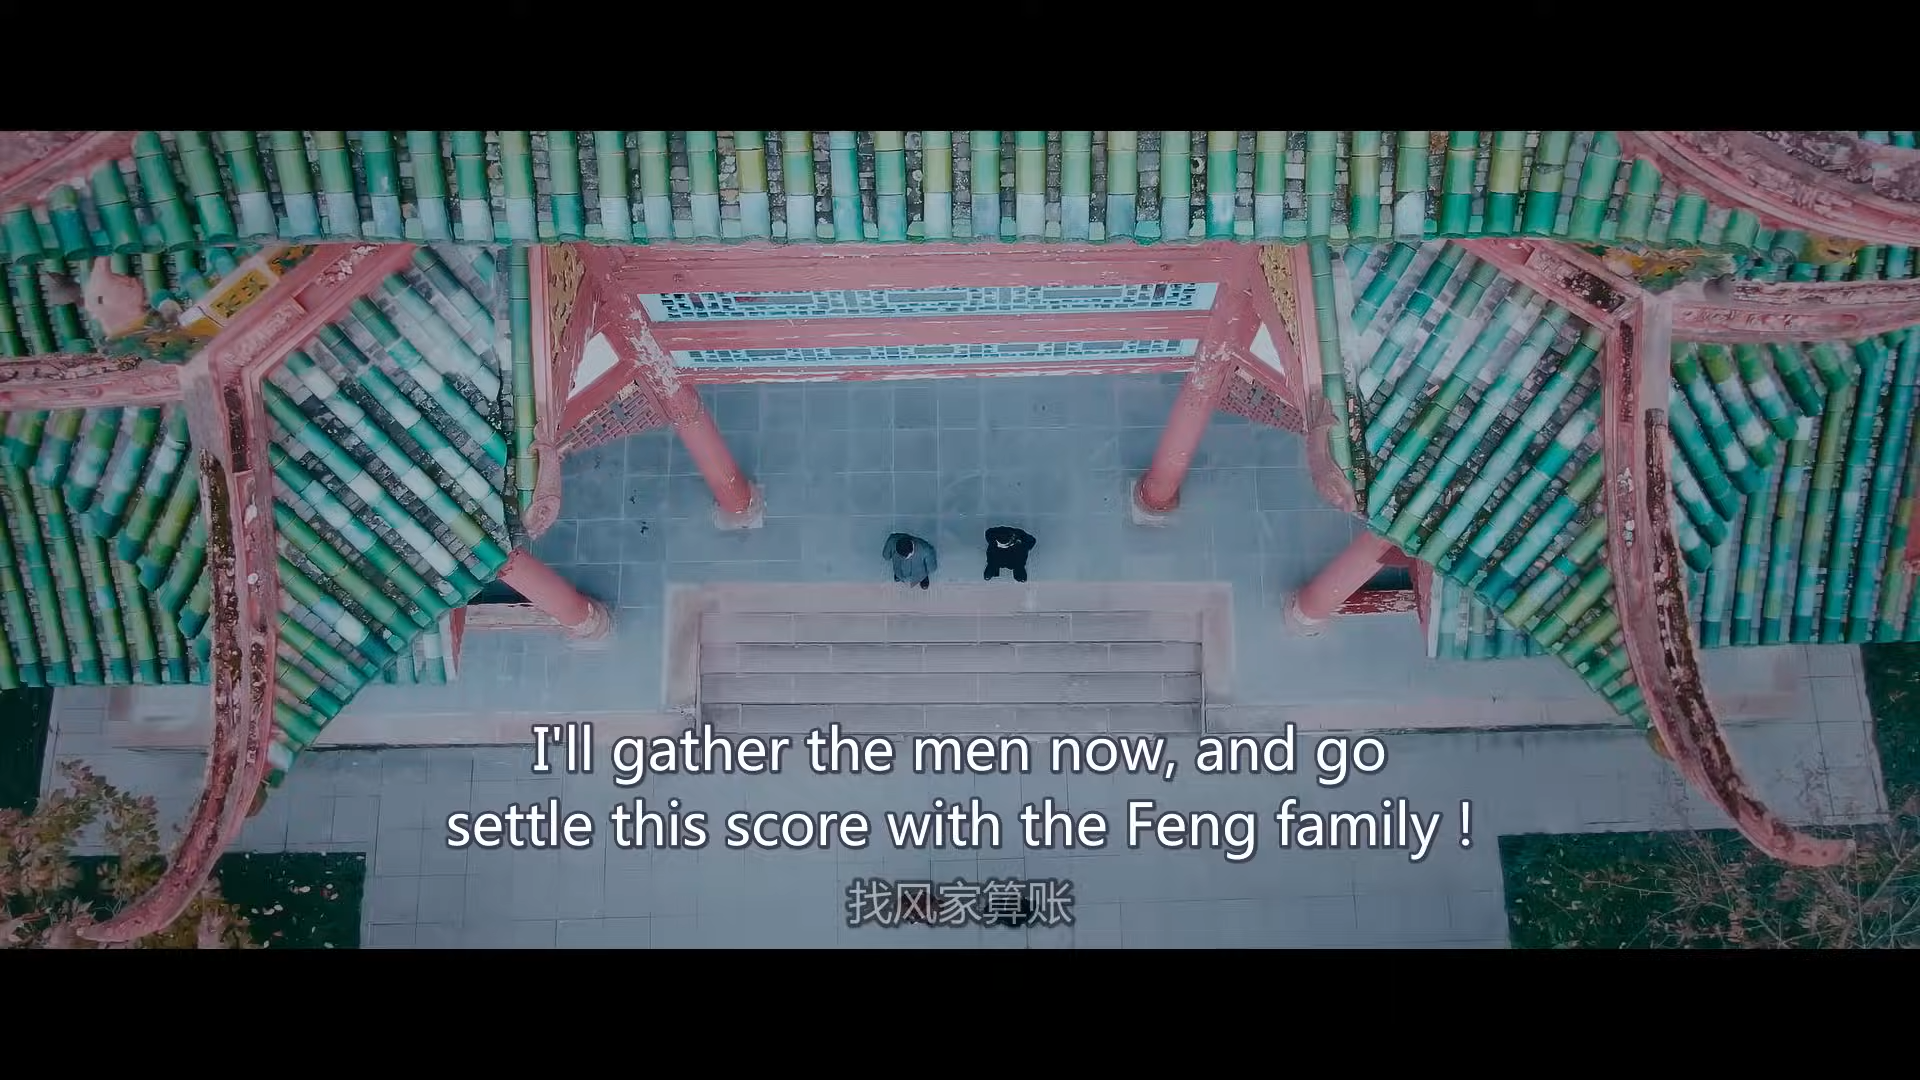 I'll gather the men now, and go
settle this score with the Feng family !
找风家算账